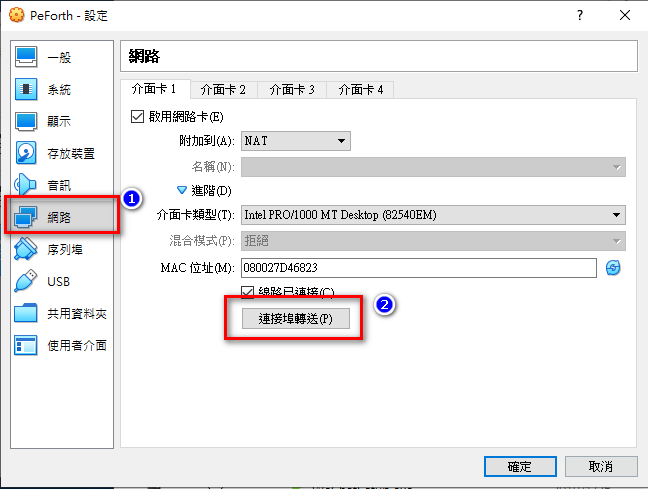 PeForth - 設定
?
一般
系統
顯示
存放裝置
音訊
網路
序列埠
USB
共用資料夾
使用者介面
1
網路
介面卡 1 介面卡 2 介面卡 3 介面卡 4
啟用網路卡(E)
附加到(A): NAT
名稱(N):
進階(D)
介面卡類型(T): Intel PRO/1000 MT Desktop (82540EM)
混合模式(P): 拒絕
MAC 位址(M): 080027D46823
線路已連接(C)
連接埠轉送(P)
2
確定 取消